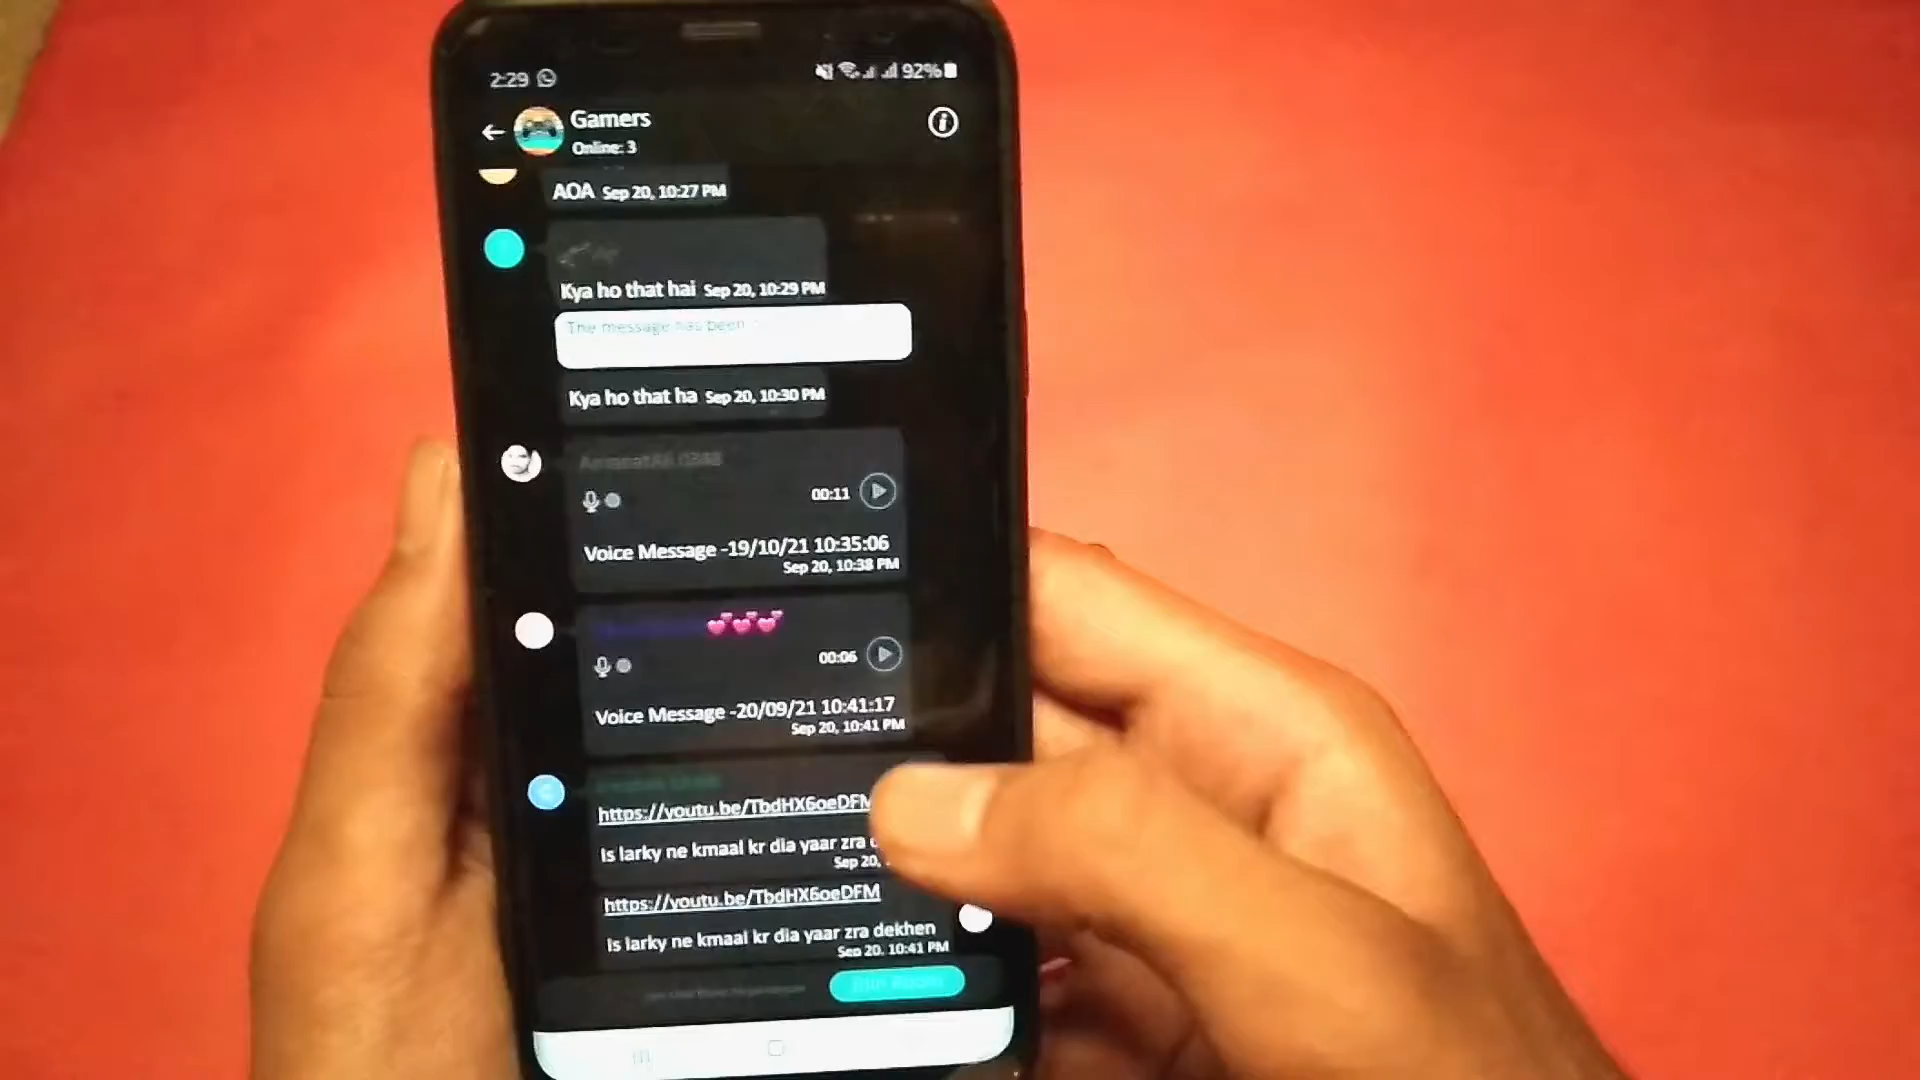 2:29
92%
Gamers
Online: 3
AOA Sep 20, 10:27 PM
Kya ho that hai Sep 20, 10:29 PM
The message has been
Kya ho that ha Sep 20, 10:30 PM
00:11
Voice Message -19/10/21 10:35:06
Sep 20, 10:38 PM
00:06
Voice Message -20/09/21 10:41:17
Sep 20, 10:41 PM
https://youtu.be/TbdHX6oeDFM
Is larky ne kmaal kr dia yaar zra
Sep 20,
https://youtu.be/TbdHX6oeDFM
Is larky ne kmaal kr dia yaar zra dekhen
Sep 20, 10:41 PM